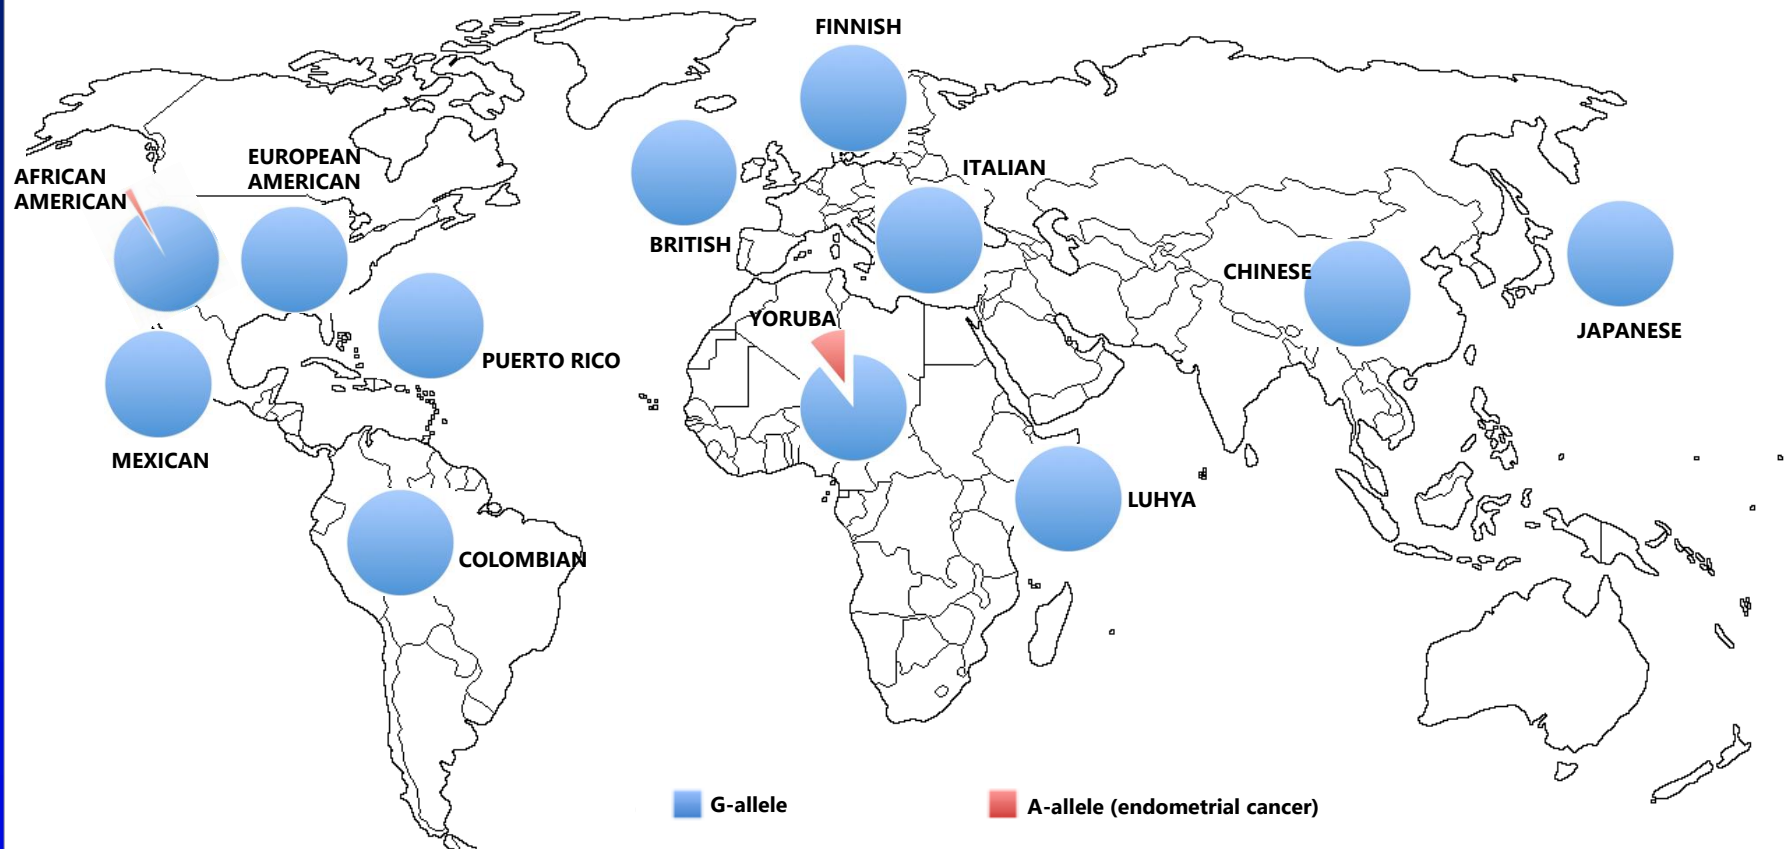 FINNISH
EUROPEAN
AMERICAN
AFRICAN
AMERICAN
ITALIAN
BRITISH
CHINESE
YORUBA
JAPANESE
PUERTO RICO
MEXICAN
LUHYA
COLOMBIAN
G-allele
A-allele (endometrial cancer)